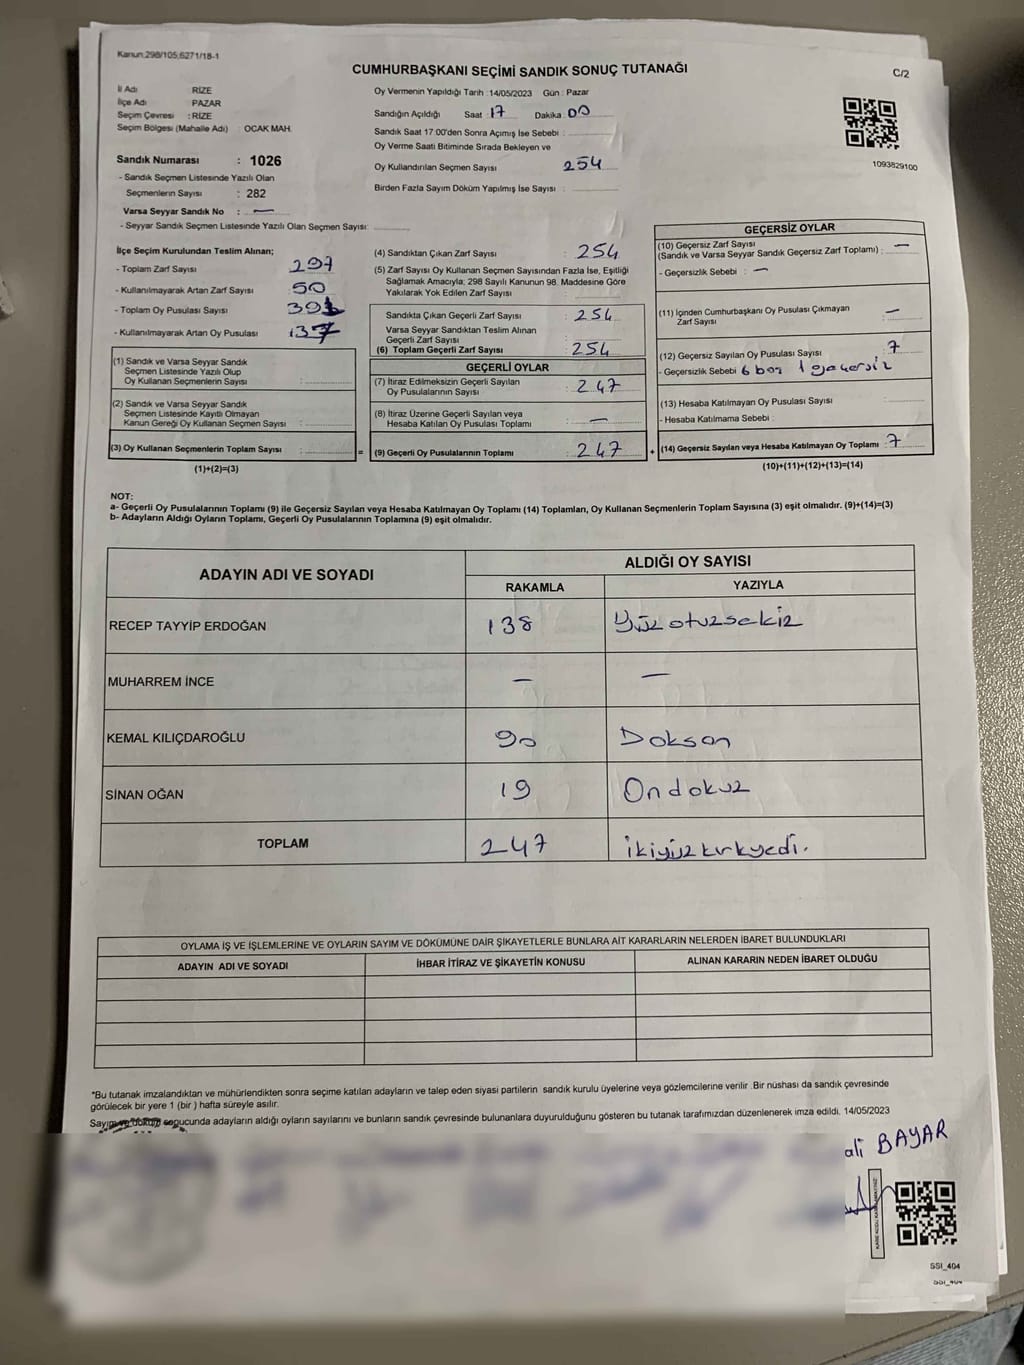 Kanun:298/105;6271/18-1
CUMHURBAŞKANI SEÇİMİ SANDIK SONUÇ TUTANAĞI
C/2
İl Adı : RİZE
İlçe Adı : PAZAR
Seçim Çevresi : RİZE
Seçim Bölgesi (Mahalle Adı) : OCAK MAH.
Sandık Numarası : 1026
- Sandık Seçmen Listesinde Yazılı Olan
Seçmenlerin Sayısı : 282
Varsa Seyyar Sandık No : —
- Seyyar Sandık Seçmen Listesinde Yazılı Olan Seçmen Sayısı:
Oy Vermenin Yapıldığı Tarih :14/05/2023 Gün : Pazar
Sandığın Açıldığı Saat : 17 Dakika : 00
Sandık Saat 17:00'den Sonra Açımış İse Sebebi :
Oy Verme Saati Bitiminde Sırada Bekleyen ve
Oy Kullandırılan Seçmen Sayısı 254
Birden Fazla Sayım Döküm Yapılmış İse Sayısı :
1093829100
İlçe Seçim Kurulundan Teslim Alınan;
- Toplam Zarf Sayısı 297
- Kullanılmayarak Artan Zarf Sayısı : 50
- Toplam Oy Pusulası Sayısı : 391
- Kullanılmayarak Artan Oy Pusulası : 137
(4) Sandıktan Çıkan Zarf Sayısı : 254
(5) Zarf Sayısı Oy Kullanan Seçmen Sayısından Fazla İse, Eşitliği
Sağlamak Amacıyla; 298 Sayılı Kanunun 98. Maddesine Göre
Yakılarak Yok Edilen Zarf Sayısı :
Sandıkta Çıkan Geçerli Zarf Sayısı : 254
Varsa Seyyar Sandıktan Teslim Alınan
Geçerli Zarf Sayısı :
(6) Toplam Geçerli Zarf Sayısı : 254
GEÇERLİ OYLAR
(7) İtiraz Edilmeksizin Geçerli Sayılan
Oy Pusulalarının Sayısı : 247
(8) İtiraz Üzerine Geçerli Sayılan veya
Hesaba Katılan Oy Pusulası Toplamı : —
(9) Geçerli Oy Pusulalarının Toplamı : 247
GEÇERSİZ OYLAR
(10) Geçersiz Zarf Sayısı
(Sandık ve Varsa Seyyar Sandık Geçersiz Zarf Toplamı) : —
- Geçersizlik Sebebi : —
(11) İçinden Cumhurbaşkanı Oy Pusulası Çıkmayan
Zarf Sayısı : —
(12) Geçersiz Sayılan Oy Pusulası Sayısı : 7
- Geçersizlik Sebebi 6 boş 1 geçersiz
(13) Hesaba Katılmayan Oy Pusulası Sayısı :
- Hesaba Katılmama Sebebi :
(14) Geçersiz Sayılan veya Hesaba Katılmayan Oy Toplamı : 7
(10)+(11)+(12)+(13)=(14)
(1) Sandık ve Varsa Seyyar Sandık
Seçmen Listesinde Yazılı Olup
Oy Kullanan Seçmenlerin Sayısı :
(2) Sandık ve Varsa Seyyar Sandık
Seçmen Listesinde Kayıtlı Olmayan
Kanun Gereği Oy Kullanan Seçmen Sayısı :
(3) Oy Kullanan Seçmenlerin Toplam Sayısı : =
+
(1)+(2)=(3)
NOT:
a- Geçerli Oy Pusulalarının Toplamı (9) ile Geçersiz Sayılan veya Hesaba Katılmayan Oy Toplamı (14) Toplamları, Oy Kullanan Seçmenlerin Toplam Sayısına (3) eşit olmalıdır. (9)+(14)=(3)
b- Adayların Aldığı Oyların Toplamı, Geçerli Oy Pusulalarının Toplamına (9) eşit olmalıdır.
ADAYIN ADI VE SOYADI
ALDIĞI OY SAYISI
RAKAMLA YAZIYLA
RECEP TAYYİP ERDOĞAN 138 Yüzotuzsekiz
MUHARREM İNCE — —
KEMAL KILIÇDAROĞLU 90 Doksan
SİNAN OĞAN 19 Ondokuz
TOPLAM 247 ikiyüzkırkyedi.
OYLAMA İŞ VE İŞLEMLERİNE VE OYLARIN SAYIM VE DÖKÜMÜNE DAİR ŞİKAYETLERLE BUNLARA AİT KARARLARIN NELERDEN İBARET BULUNDUKLARI
ADAYIN ADI VE SOYADI İHBAR İTİRAZ VE ŞİKAYETİN KONUSU ALINAN KARARIN NEDEN İBARET OLDUĞU
*Bu tutanak imzalandıktan ve mühürlendikten sonra seçime katılan adayların ve talep eden siyasi partilerin sandık kurulu üyelerine veya gözlemcilerine verilir .Bir nüshası da sandık çevresinde
görülecek bir yere 1 (bir ) hafta süreyle asılır.
Sayım ve döküm sonucunda adayların aldığı oyların sayılarını ve bunların sandık çevresinde bulunanlara duyurulduğunu gösteren bu tutanak tarafımızdan düzenlenerek imza edildi. 14/05/2023
ali BAYAR
SSI_404